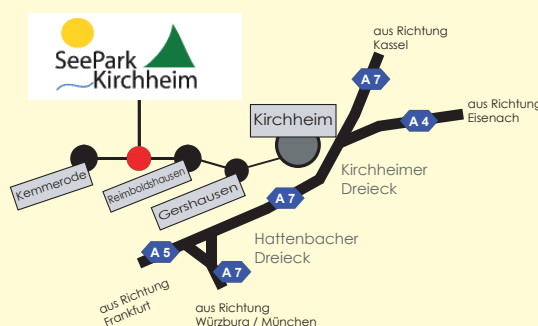 SeePark
Kirchheim
aus Richtung
Kassel
A 7
A 4
aus Richtung
Eisenach
Kirchheim
Kirchheimer
Dreieck
Kemmerode
Reimboldshausen
Gershausen
A 7
Hattenbacher
Dreieck
A 5
A 7
aus Richtung
Frankfurt
aus Richtung
Würzburg / München